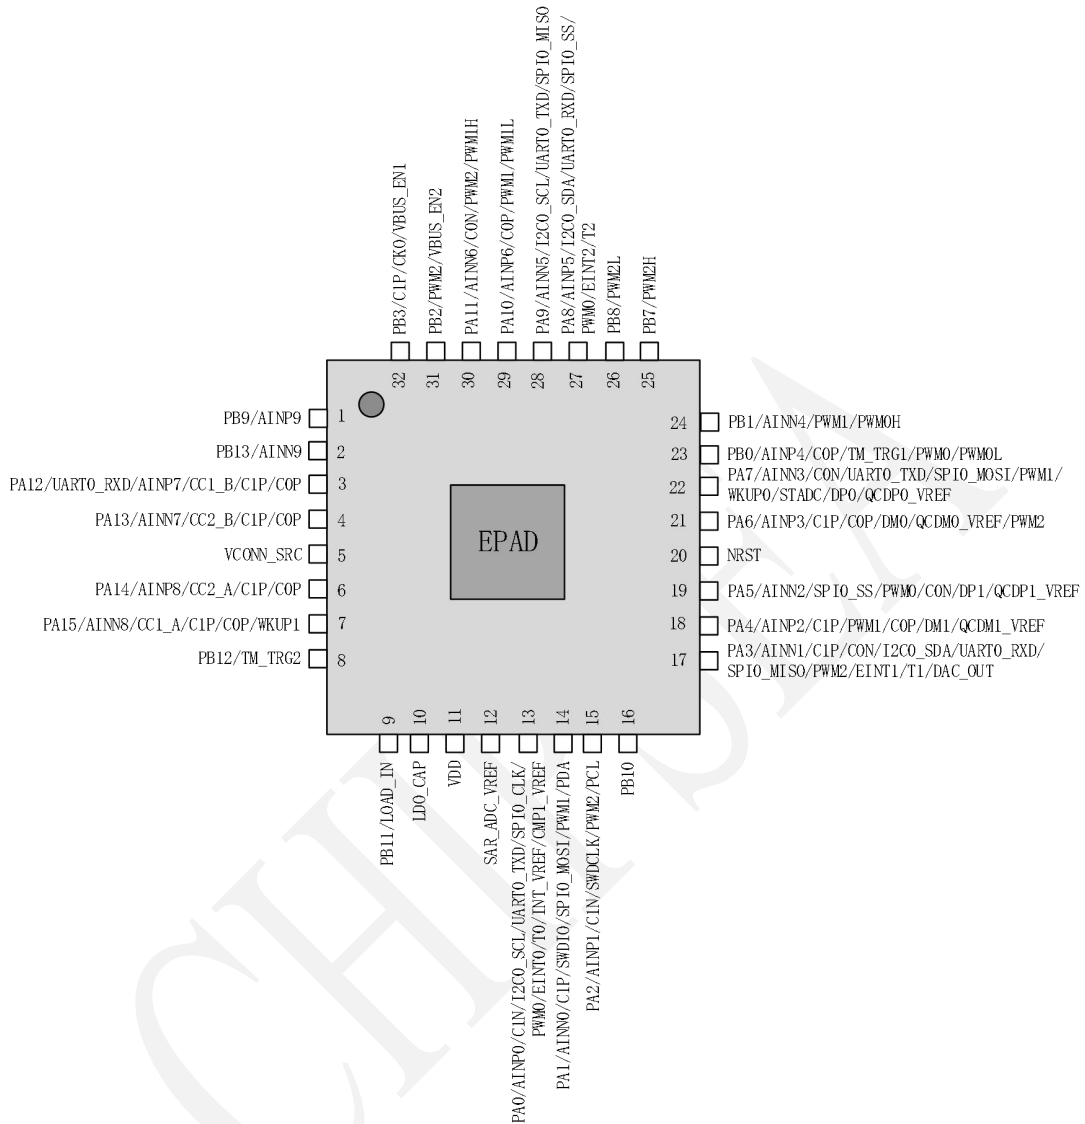 PB3/C1P/CKO/VBUS_EN1
PB2/PWM2/VBUS_EN2
PA11/AINN6/C0N/PWM2/PWM1H
PA10/AINP6/C0P/PWM1/PWM1L
PA9/AINN5/I2C0_SCL/UART0_TXD/SPI0_MISO
PA8/AINP5/I2C0_SDA/UART0_RXD/SPI0_SS/
PWM0/EINT2/T2
PB8/PWM2L
PB7/PWM2H
32
31
30
29
28
27
26
25
PB9/AINP9
1
PB13/AINN9
2
PA12/UART0_RXD/AINP7/CC1_B/C1P/C0P
3
PA13/AINN7/CC2_B/C1P/C0P
4
VCONN_SRC
5
PA14/AINP8/CC2_A/C1P/C0P
6
PA15/AINN8/CC1_A/C1P/C0P/WKUP1
7
PB12/TM_TRG2
8
EPAD
24
PB1/AINN4/PWM1/PWM0H
23
PB0/AINP4/C0P/TM_TRG1/PWM0/PWM0L
22
PA7/AINN3/C0N/UART0_TXD/SPI0_MOSI/PWM1/
WKUP0/STADC/DP0/QCDP0_VREF
21
PA6/AINP3/C1P/C0P/DM0/QCDM0_VREF/PWM2
20
NRST
19
PA5/AINN2/SPI0_SS/PWM0/C0N/DP1/QCDP1_VREF
18
PA4/AINP2/C1P/PWM1/C0P/DM1/QCDM1_VREF
17
PA3/AINN1/C1P/C0N/I2C0_SDA/UART0_RXD/
SPI0_MISO/PWM2/EINT1/T1/DAC_OUT
9
10
11
12
13
14
15
16
PB11/LOAD_IN
LDO_CAP
VDD
SAR_ADC_VREF
PA0/AINP0/C1N/I2C0_SCL/UART0_TXD/SPI0_CLK/
PWM0/EINT0/T0/INT_VREF/CMP1_VREF
PA1/AINN0/C1P/SWDIO/SPI0_MOSI/PWM1/PDA
PA2/AINP1/C1N/SWDCLK/PWM2/PCL
PB10
CHIPSEA